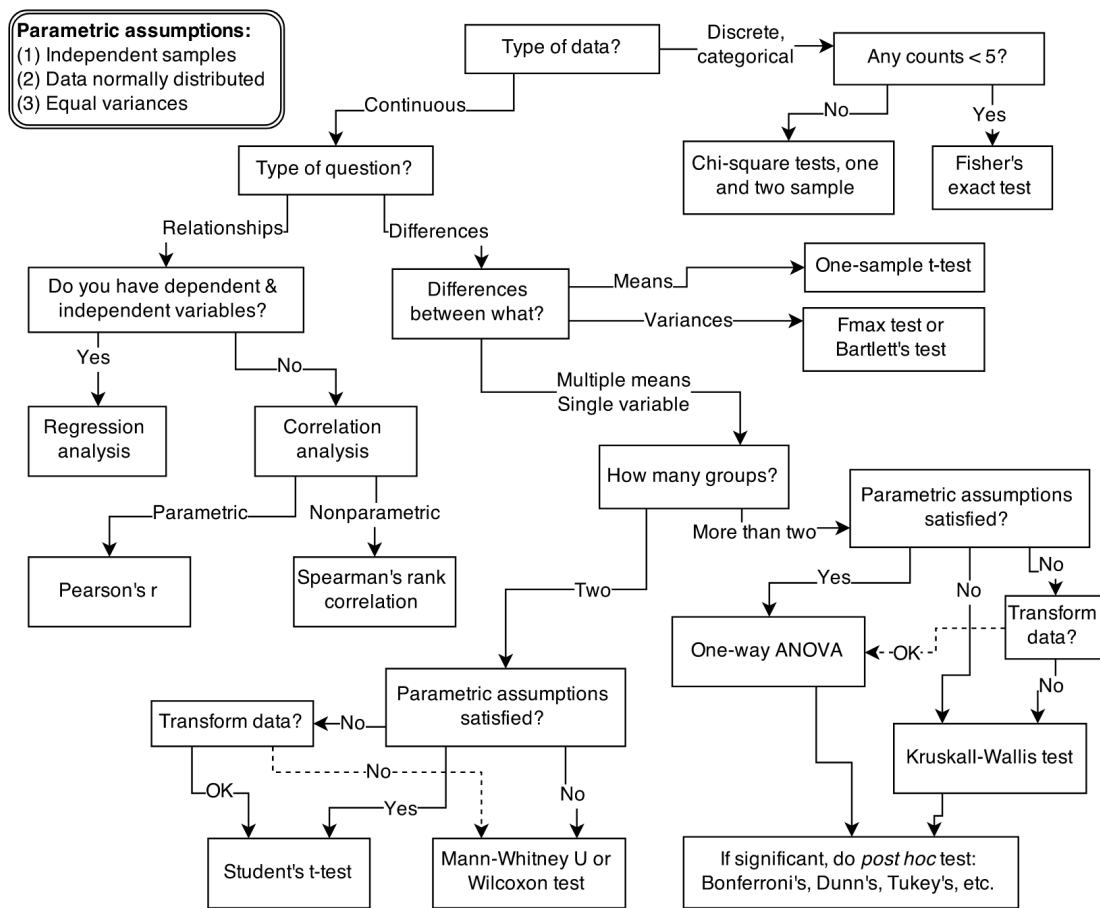 Parametric assumptions:
(1) Independent samples
(2) Data normally distributed
(3) Equal variances
Type of data?
Discrete,
categorical
Any counts < 5?
Continuous
No
Yes
Type of question?
Chi-square tests, one
and two sample
Fisher's
exact test
Relationships
Differences
Do you have dependent &
independent variables?
Differences
between what?
Means
One-sample t-test
Variances
Fmax test or
Bartlett's test
Yes
No
Multiple means
Single variable
Regression
analysis
Correlation
analysis
How many groups?
Parametric assumptions
satisfied?
Parametric
Nonparametric
More than two
Pearson's r
Spearman's rank
correlation
Two
Yes
No
No
Transform
data?
One-way ANOVA
OK
No
Parametric assumptions
satisfied?
Transform data?
No
Kruskall-Wallis test
No
OK
Yes
No
Student's t-test
Mann-Whitney U or
Wilcoxon test
If significant, do post hoc test:
Bonferroni's, Dunn's, Tukey's, etc.